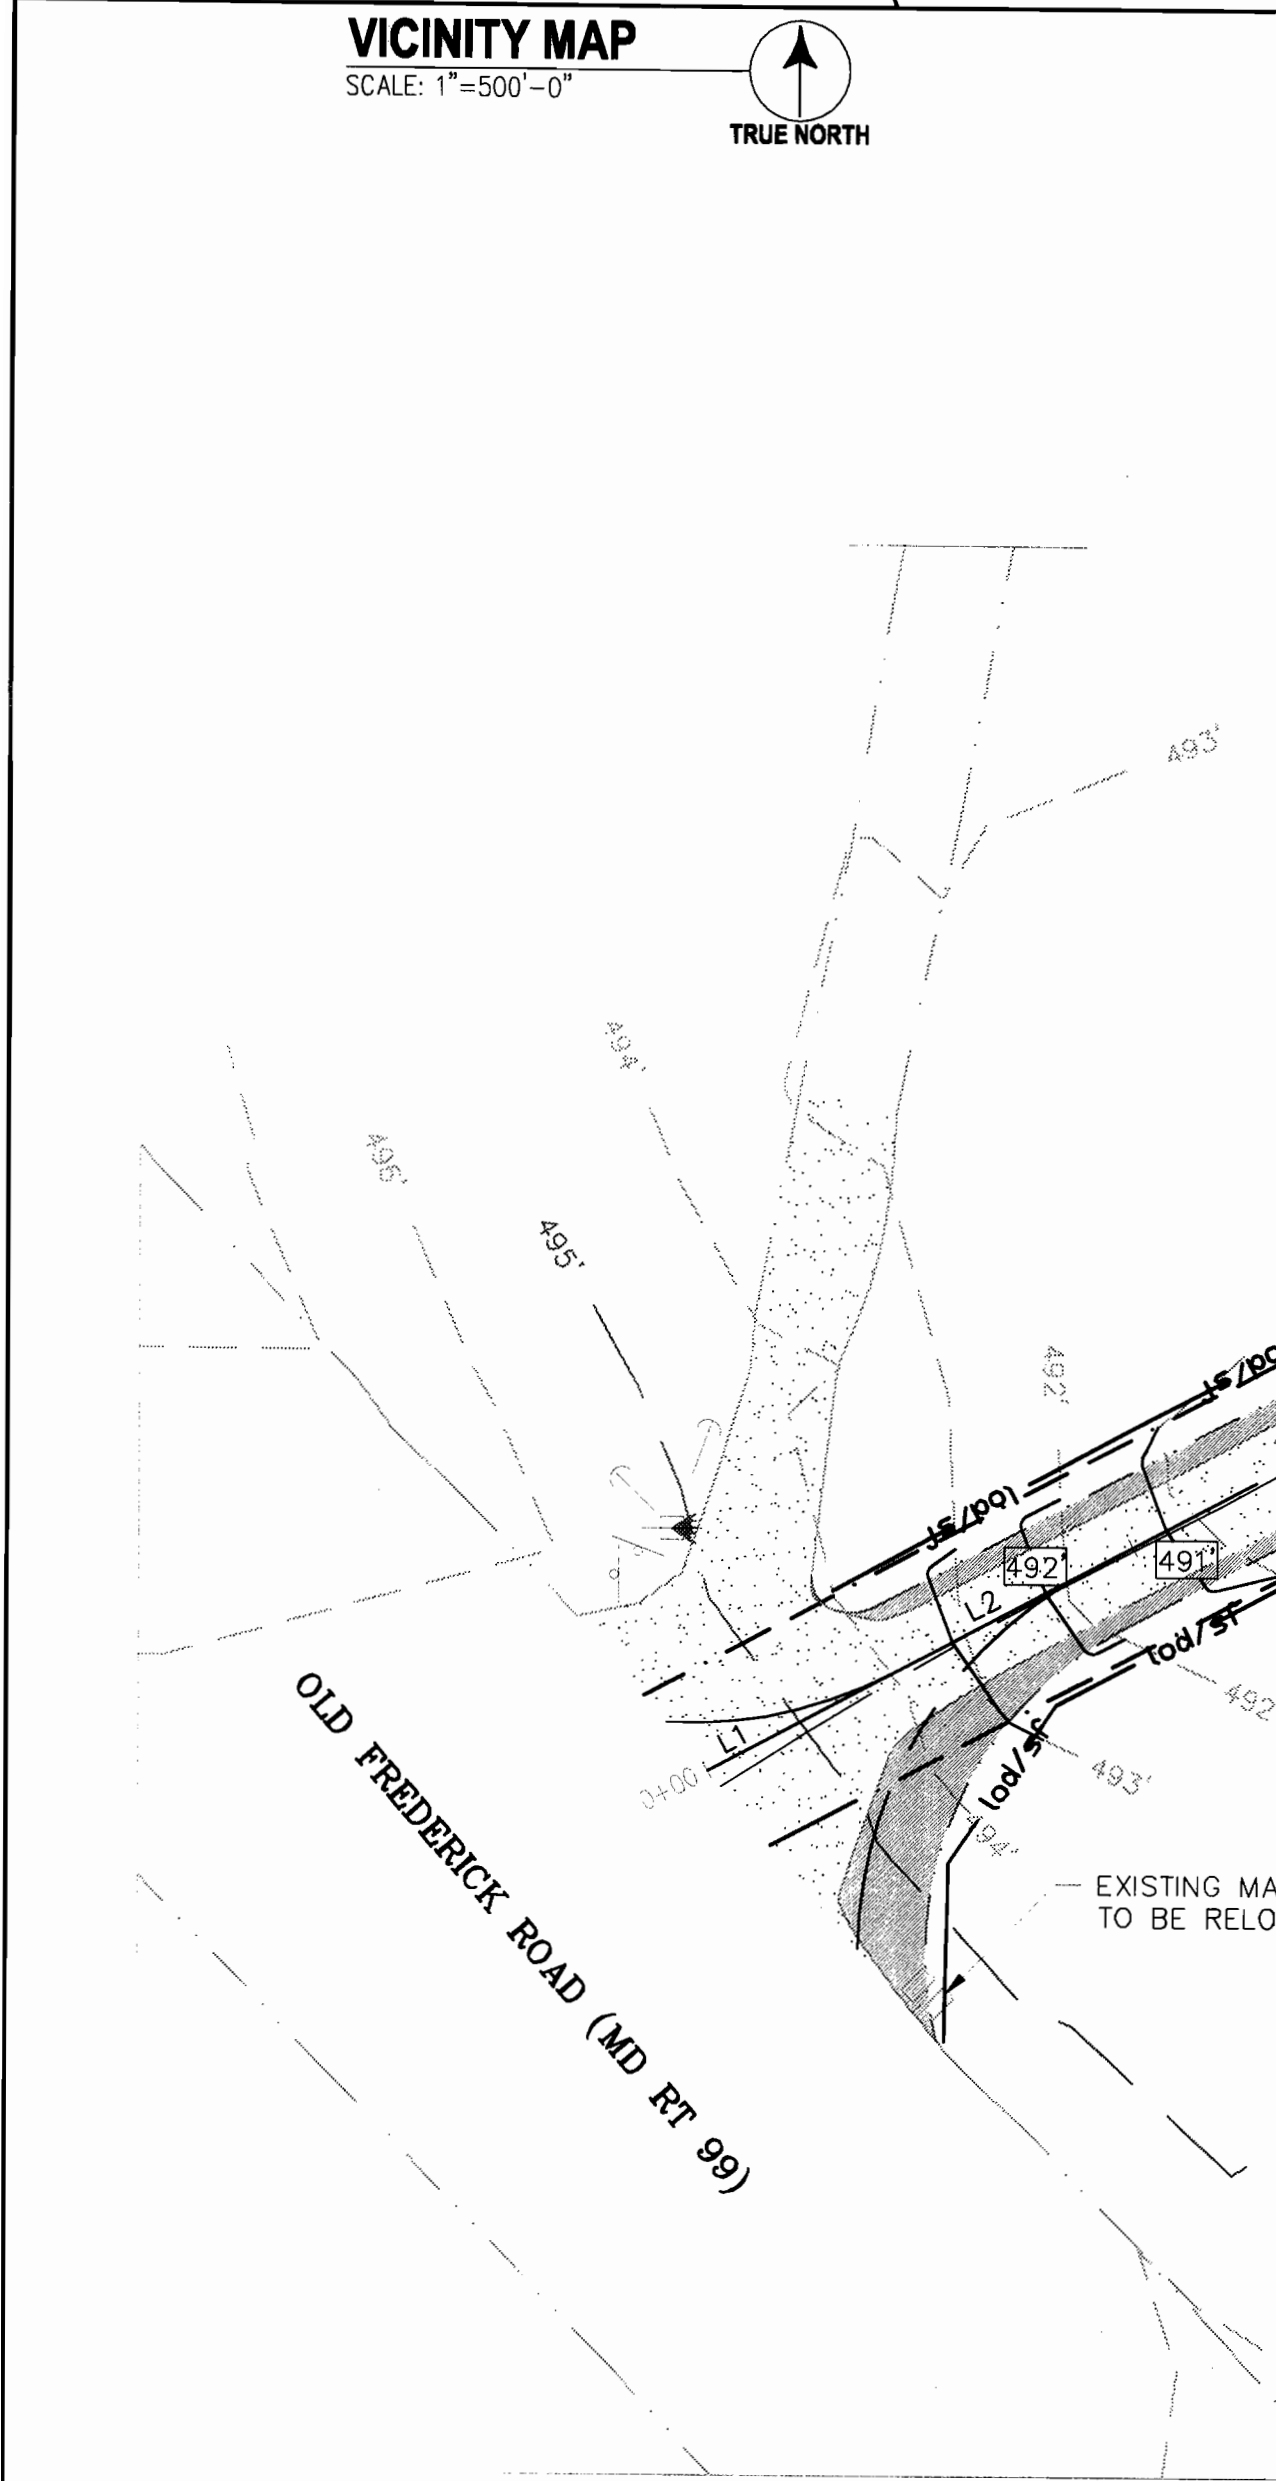 VICINITY MAP
SCALE: 1"=500'-0"
TRUE NORTH
493'
494'
496'
495'
492'
lod/sf
lod/sf
492'
491'
L2
lod/sf
492
L1
0+00
lod/sf
493'
494'
EXISTING MA
TO BE RELO
OLD FREDERICK ROAD (MD RT 99)